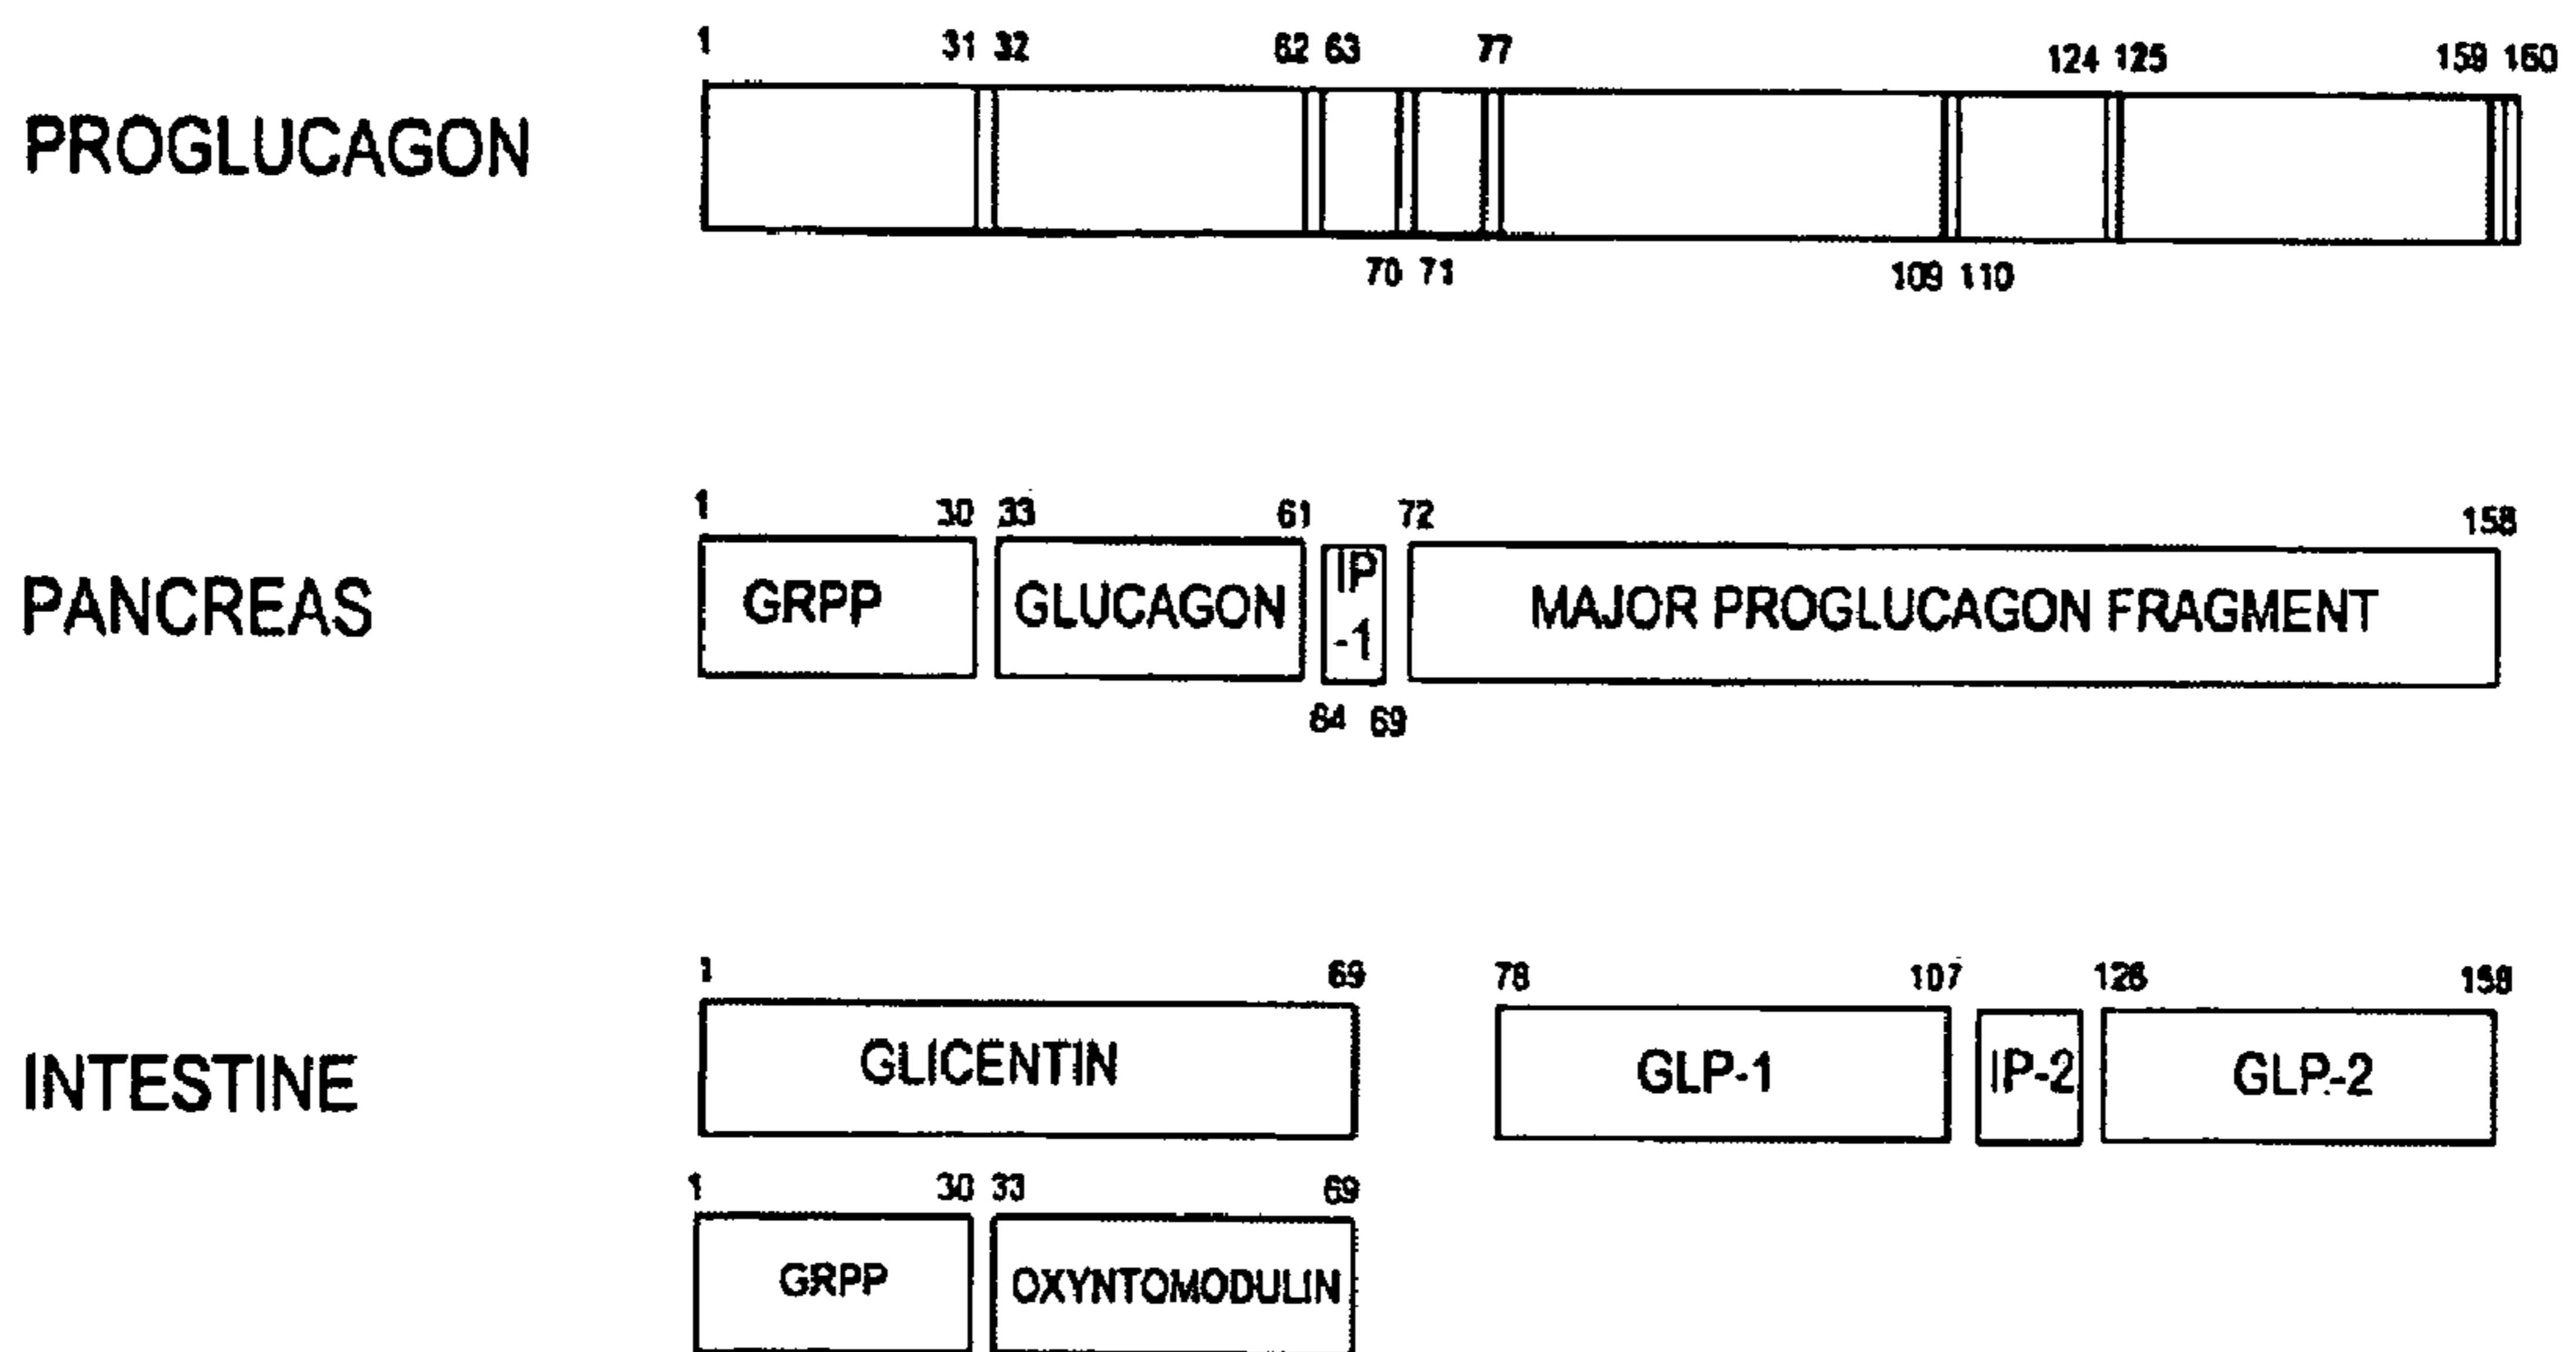 1 31 32 62 63 77 124 125 159 160
PROGLUCAGON
70 71 109 110
1 30 33 61 72 158
PANCREAS GRPP GLUCAGON IP MAJOR PROGLUCAGON FRAGMENT
-1
64 69
1 69 78 107 126 158
INTESTINE GLICENTIN GLP-1 IP-2 GLP-2
1 30 33 69
GRPP OXYNTOMODULIN